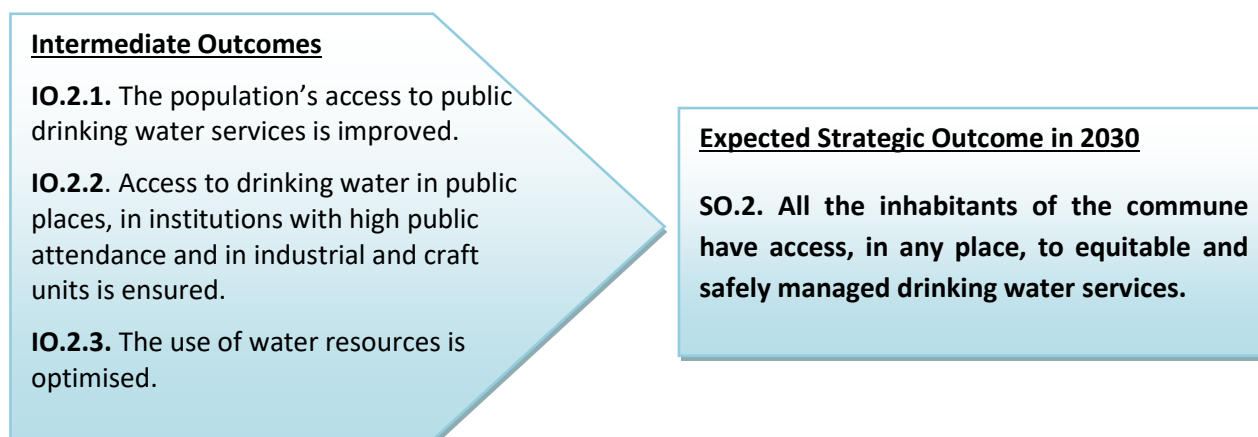 Intermediate Outcomes
IO.2.1. The population’s access to public
drinking water services is improved.
IO.2.2. Access to drinking water in public
places, in institutions with high public
attendance and in industrial and craft
units is ensured.
IO.2.3. The use of water resources is
optimised.
Expected Strategic Outcome in 2030
SO.2. All the inhabitants of the commune
have access, in any place, to equitable and
safely managed drinking water services.